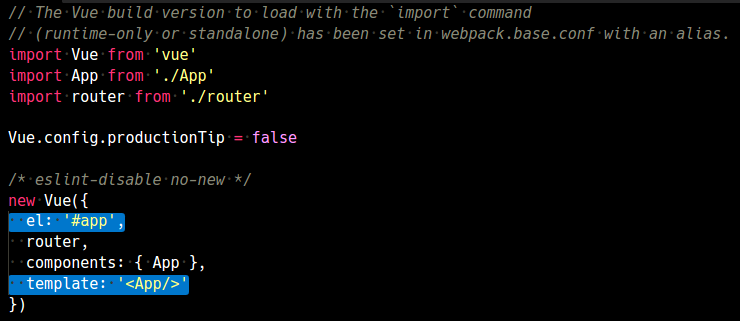 // The Vue build version to load with the `import` command
// (runtime-only or standalone) has been set in webpack.base.conf with an alias.
import Vue from 'vue'
import App from './App'
import router from './router'
Vue.config.productionTip = false
/* eslint-disable no-new */
new Vue({
  el: '#app',
  router,
  components: { App },
  template: '<App/>'
})